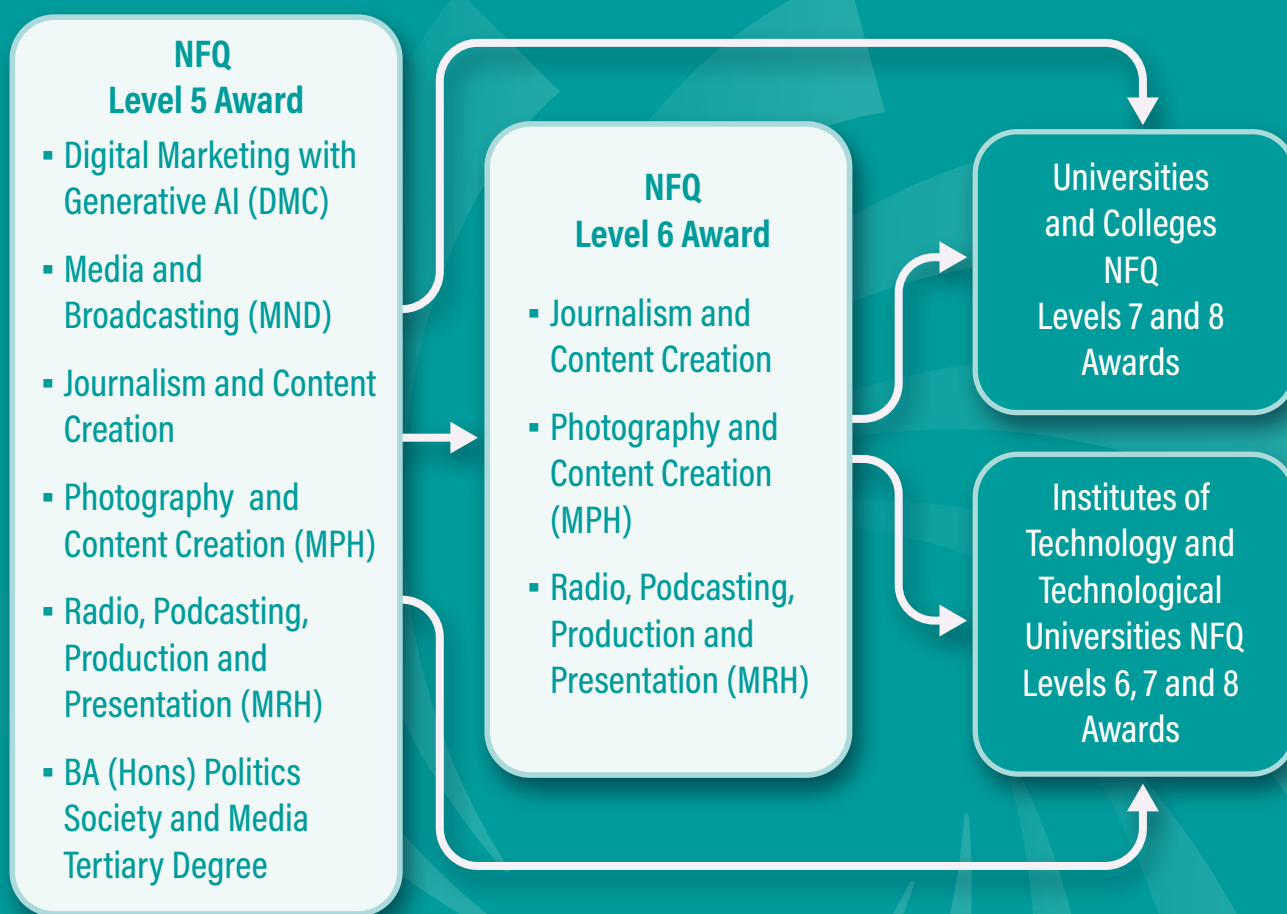 NFQ
Level 5 Award
▪ Digital Marketing with
Generative AI (DMC)
▪ Media and
Broadcasting (MND)
▪ Journalism and Content
Creation
▪ Photography and
Content Creation (MPH)
▪ Radio, Podcasting,
Production and
Presentation (MRH)
▪ BA (Hons) Politics
Society and Media
Tertiary Degree
NFQ
Level 6 Award
▪ Journalism and
Content Creation
▪ Photography and
Content Creation
(MPH)
▪ Radio, Podcasting,
Production and
Presentation (MRH)
Universities
and Colleges
NFQ
Levels 7 and 8
Awards
Institutes of
Technology and
Technological
Universities NFQ
Levels 6, 7 and 8
Awards